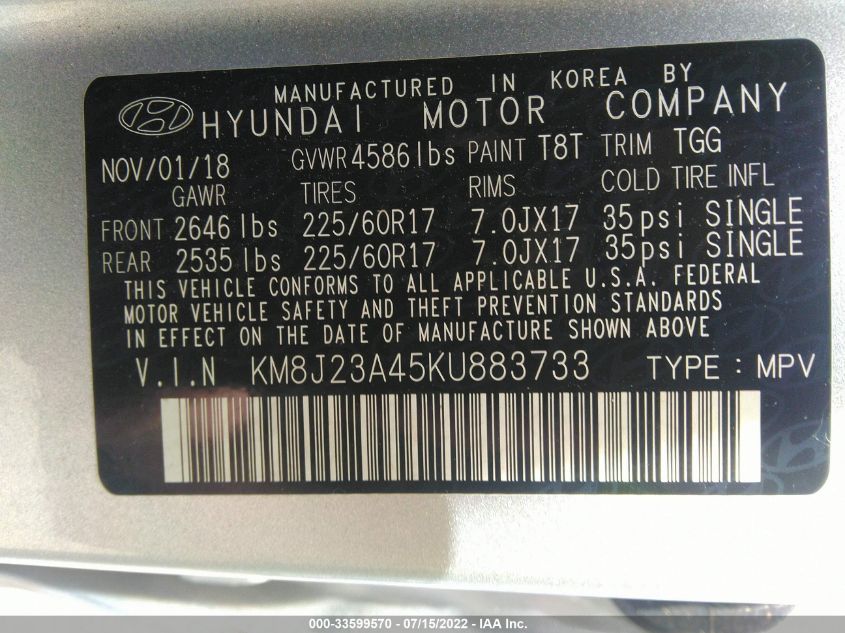 MANUFACTURED IN KOREA BY
HYUNDAI MOTOR COMPANY
NOV/01/18 GVWR 4586 lbs PAINT T8T TRIM TGG
GAWR TIRES RIMS COLD TIRE INFL
FRONT 2646 lbs 225/60R17 7.0JX17 35psi SINGLE
REAR 2535 lbs 225/60R17 7.0JX17 35psi SINGLE
THIS VEHICLE CONFORMS TO ALL APPLICABLE U.S.A. FEDERAL
MOTOR VEHICLE SAFETY AND THEFT PREVENTION STANDARDS
IN EFFECT ON THE DATE OF MANUFACTURE SHOWN ABOVE
V.I.N KM8J23A45KU883733 TYPE : MPV
000-33599570 - 07/15/2022 - IAA Inc.